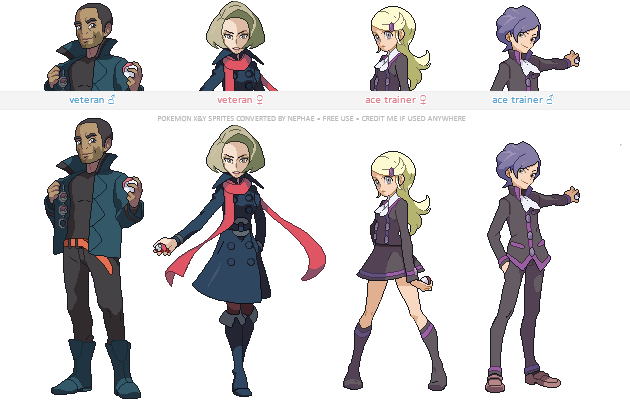 veteran ♂
veteran ♀
ace trainer ♀
ace trainer ♂
POKEMON X&Y SPRITES CONVERTED BY NEPHAE • FREE USE • CREDIT ME IF USED ANYWHERE